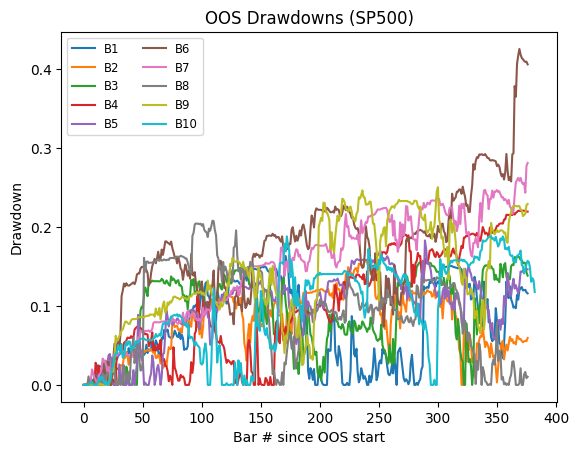 OOS Drawdowns (SP500)
B1 B6
B2 B7
B3 B8
B4 B9
B5 B10
Drawdown
0.4
0.3
0.2
0.1
0.0
0 50 100 150 200 250 300 350 400
Bar # since OOS start